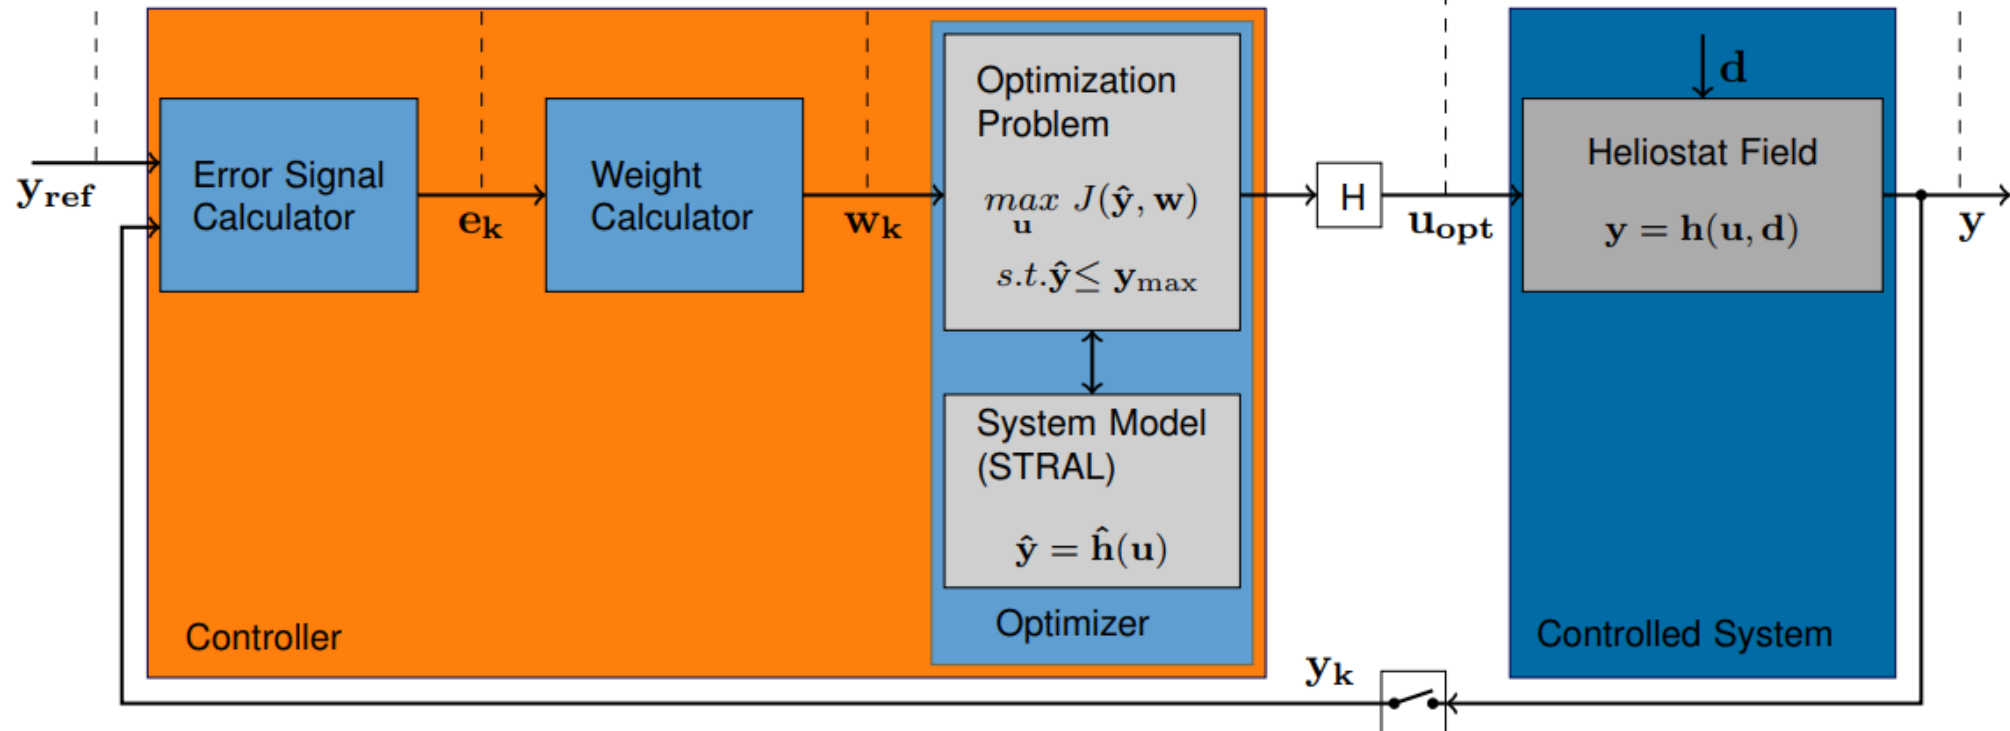 y_ref
Error Signal
Calculator
e_k
Weight
Calculator
w_k
Optimization
Problem
max J(ŷ, w)
u
s.t.ŷ≤ y_max
System Model
(STRAL)
ŷ = ĥ(u)
Optimizer
Controller
H
u_opt
d
Heliostat Field
y = h(u, d)
y
Controlled System
y_k